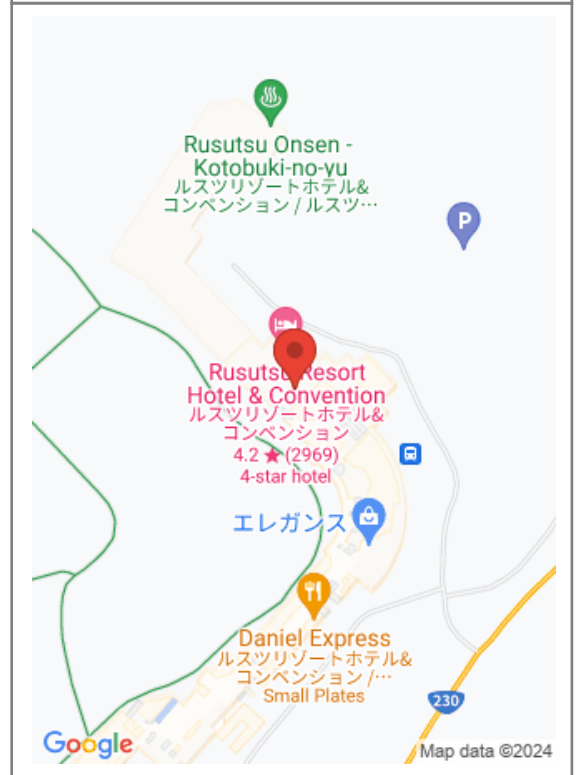 Rusutsu Onsen -
Kotobuki-no-yu
ルスツリゾートホテル&
コンベンション / ルスツ…
P
Rusutsu Resort
Hotel & Convention
ルスツリゾートホテル&
コンベンション
4.2 ★ (2969)
4-star hotel
エレガンス
Daniel Express
ルスツリゾートホテル&
コンベンション /…
Small Plates
230
Google
Map data ©2024